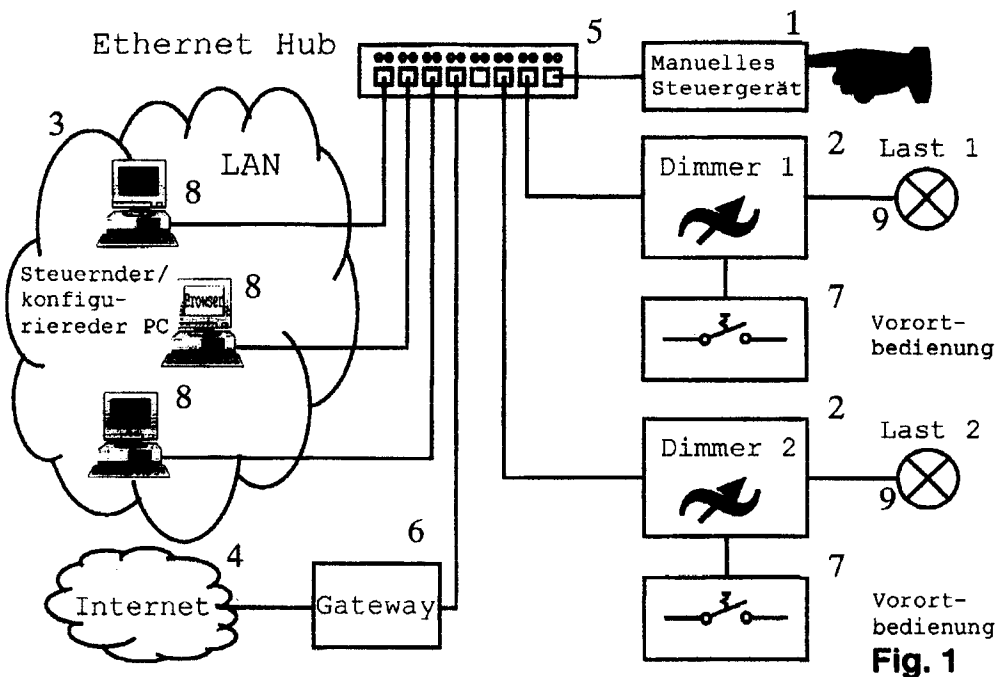 Ethernet Hub
5
1
Manuelles
Steuergerät
3
LAN
8
Steuernder/
konfigu-
riereder PC
Browser
8
8
2
Dimmer 1
Last 1
9
7
Vorort-
bedienung
2
Dimmer 2
Last 2
9
7
Vorort-
bedienung
4
Internet
6
Gateway
Fig. 1